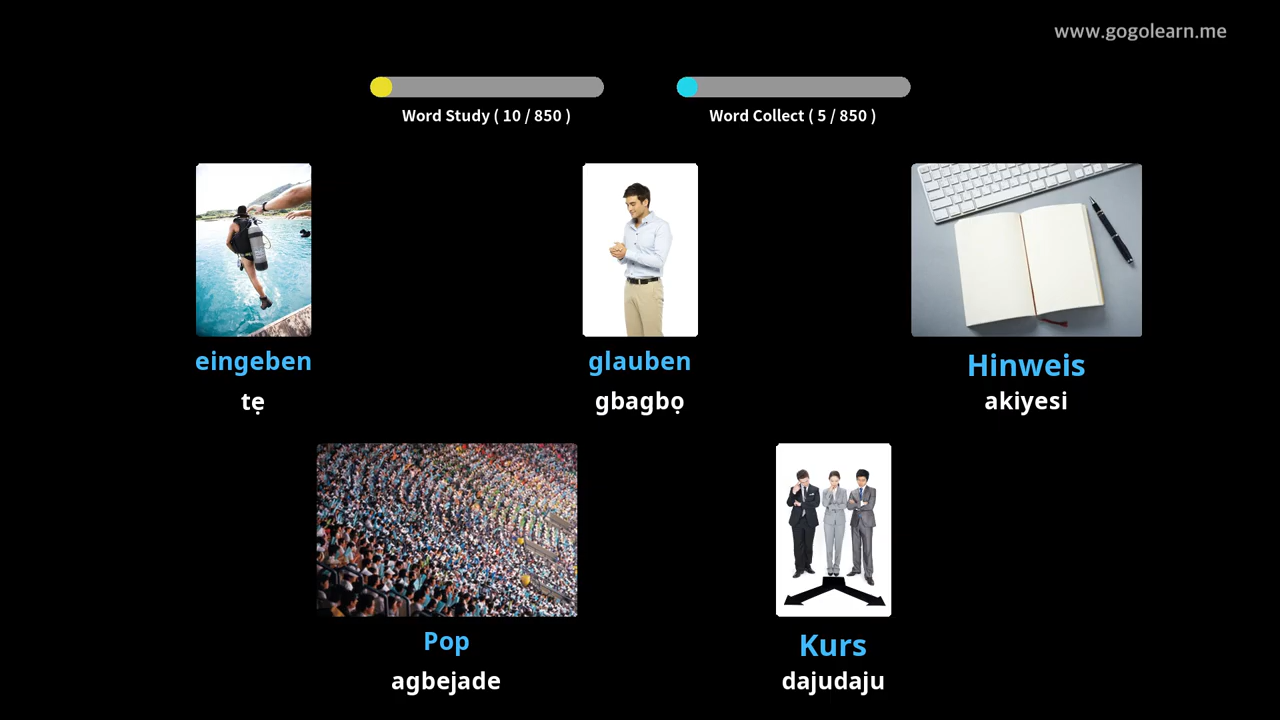 www.gogolearn.me
Word Study ( 10 / 850 )
Word Collect ( 5 / 850 )
eingeben
tẹ
glauben
gbagbọ
Hinweis
akiyesi
Pop
agbejade
Kurs
dajudaju